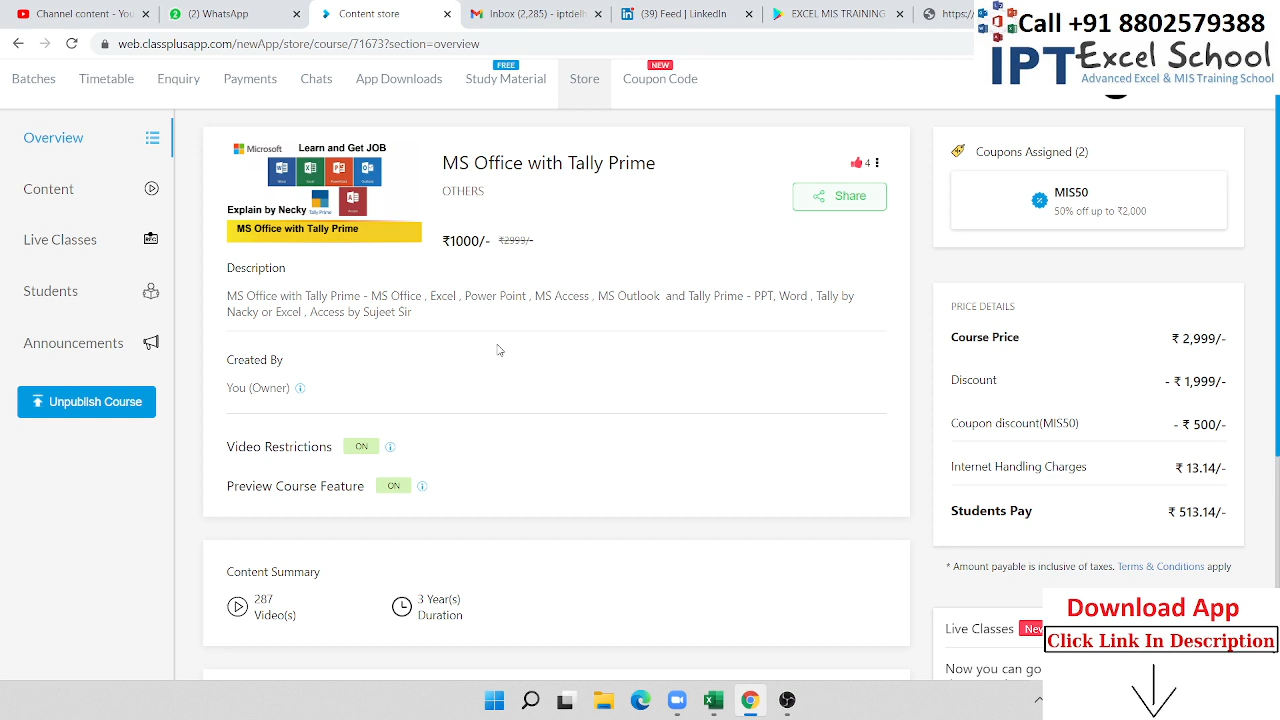 Channel content - You
(2) WhatsApp
Content store
Inbox (2,285) - iptdelh
(39) Feed | LinkedIn
EXCEL MIS TRAINING
https:/
Call +91 8802579388
IPT Excel School
Advanced Excel & MIS Training School
web.classplusapp.com/newApp/store/course/71673?section=overview
FREE
NEW
Batches Timetable Enquiry Payments Chats App Downloads Study Material Store Coupon Code
Overview
Content
Live Classes
Students
Announcements
Unpublish Course
Microsoft Learn and Get JOB
Explain by Necky Tally Prime
MS Office with Tally Prime
MS Office with Tally Prime
4
OTHERS
Share
₹1000/- ₹2999/-
Description
MS Office with Tally Prime - MS Office , Excel , Power Point , MS Access , MS Outlook and Tally Prime - PPT, Word , Tally by
Nacky or Excel , Access by Sujeet Sir
Created By
You (Owner)
Video Restrictions ON
Preview Course Feature ON
Content Summary
287
Video(s)
3 Year(s)
Duration
Coupons Assigned (2)
MIS50
50% off up to ₹2,000
PRICE DETAILS
Course Price ₹ 2,999/-
Discount - ₹ 1,999/-
Coupon discount(MIS50) - ₹ 500/-
Internet Handling Charges ₹ 13.14/-
Students Pay ₹ 513.14/-
* Amount payable is inclusive of taxes. Terms & Conditions apply
Live Classes New
Now you can go
Download App
Click Link In Description